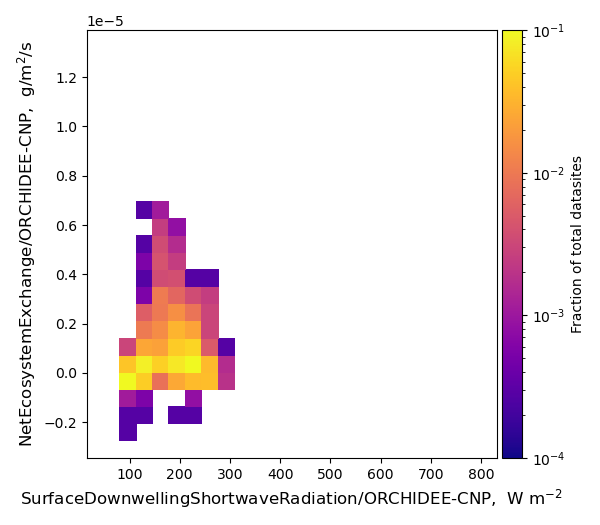 1e−5
1.2
1.0
0.8
0.6
0.4
0.2
0.0
−0.2
NetEcosystemExchange/ORCHIDEE-CNP,  g/m²/s
100 200 300 400 500 600 700 800
SurfaceDownwellingShortwaveRadiation/ORCHIDEE-CNP,  W m⁻²
10⁻¹
10⁻²
10⁻³
10⁻⁴
Fraction of total datasites